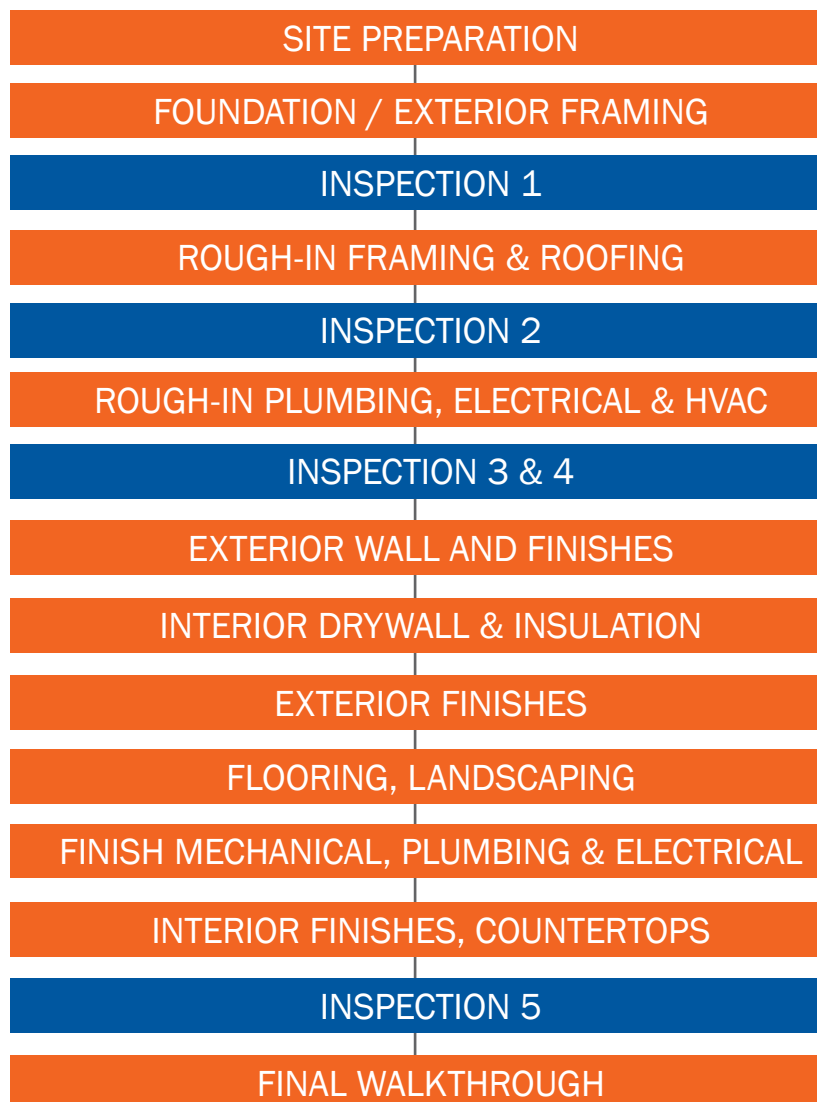 SITE PREPARATION
FOUNDATION / EXTERIOR FRAMING
INSPECTION 1
ROUGH-IN FRAMING & ROOFING
INSPECTION 2
ROUGH-IN PLUMBING, ELECTRICAL & HVAC
INSPECTION 3 & 4
EXTERIOR WALL AND FINISHES
INTERIOR DRYWALL & INSULATION
EXTERIOR FINISHES
FLOORING, LANDSCAPING
FINISH MECHANICAL, PLUMBING & ELECTRICAL
INTERIOR FINISHES, COUNTERTOPS
INSPECTION 5
FINAL WALKTHROUGH